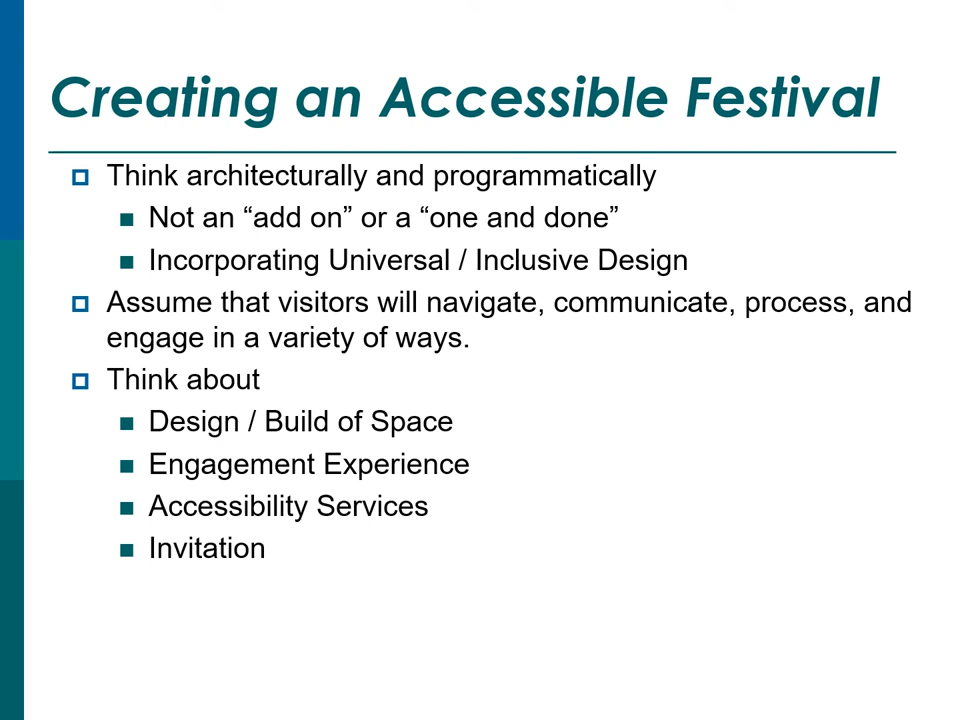 Creating an Accessible Festival
Think architecturally and programmatically
Not an “add on” or a “one and done”
Incorporating Universal / Inclusive Design
Assume that visitors will navigate, communicate, process, and
engage in a variety of ways.
Think about
Design / Build of Space
Engagement Experience
Accessibility Services
Invitation